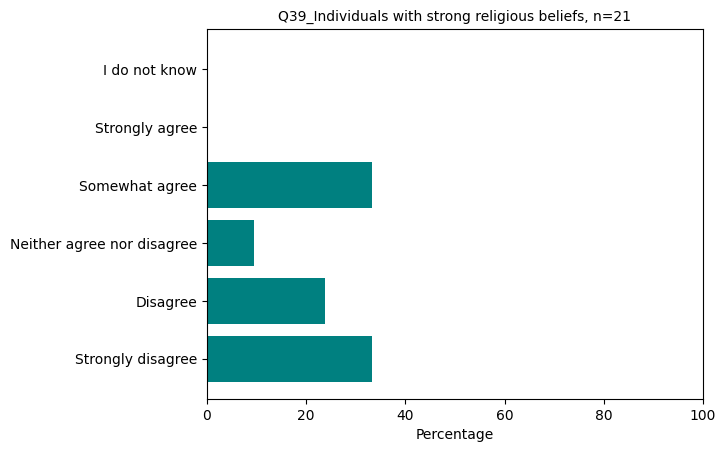 Q39_Individuals with strong religious beliefs, n=21
I do not know
Strongly agree
Somewhat agree
Neither agree nor disagree
Disagree
Strongly disagree
0 20 40 60 80 100
Percentage